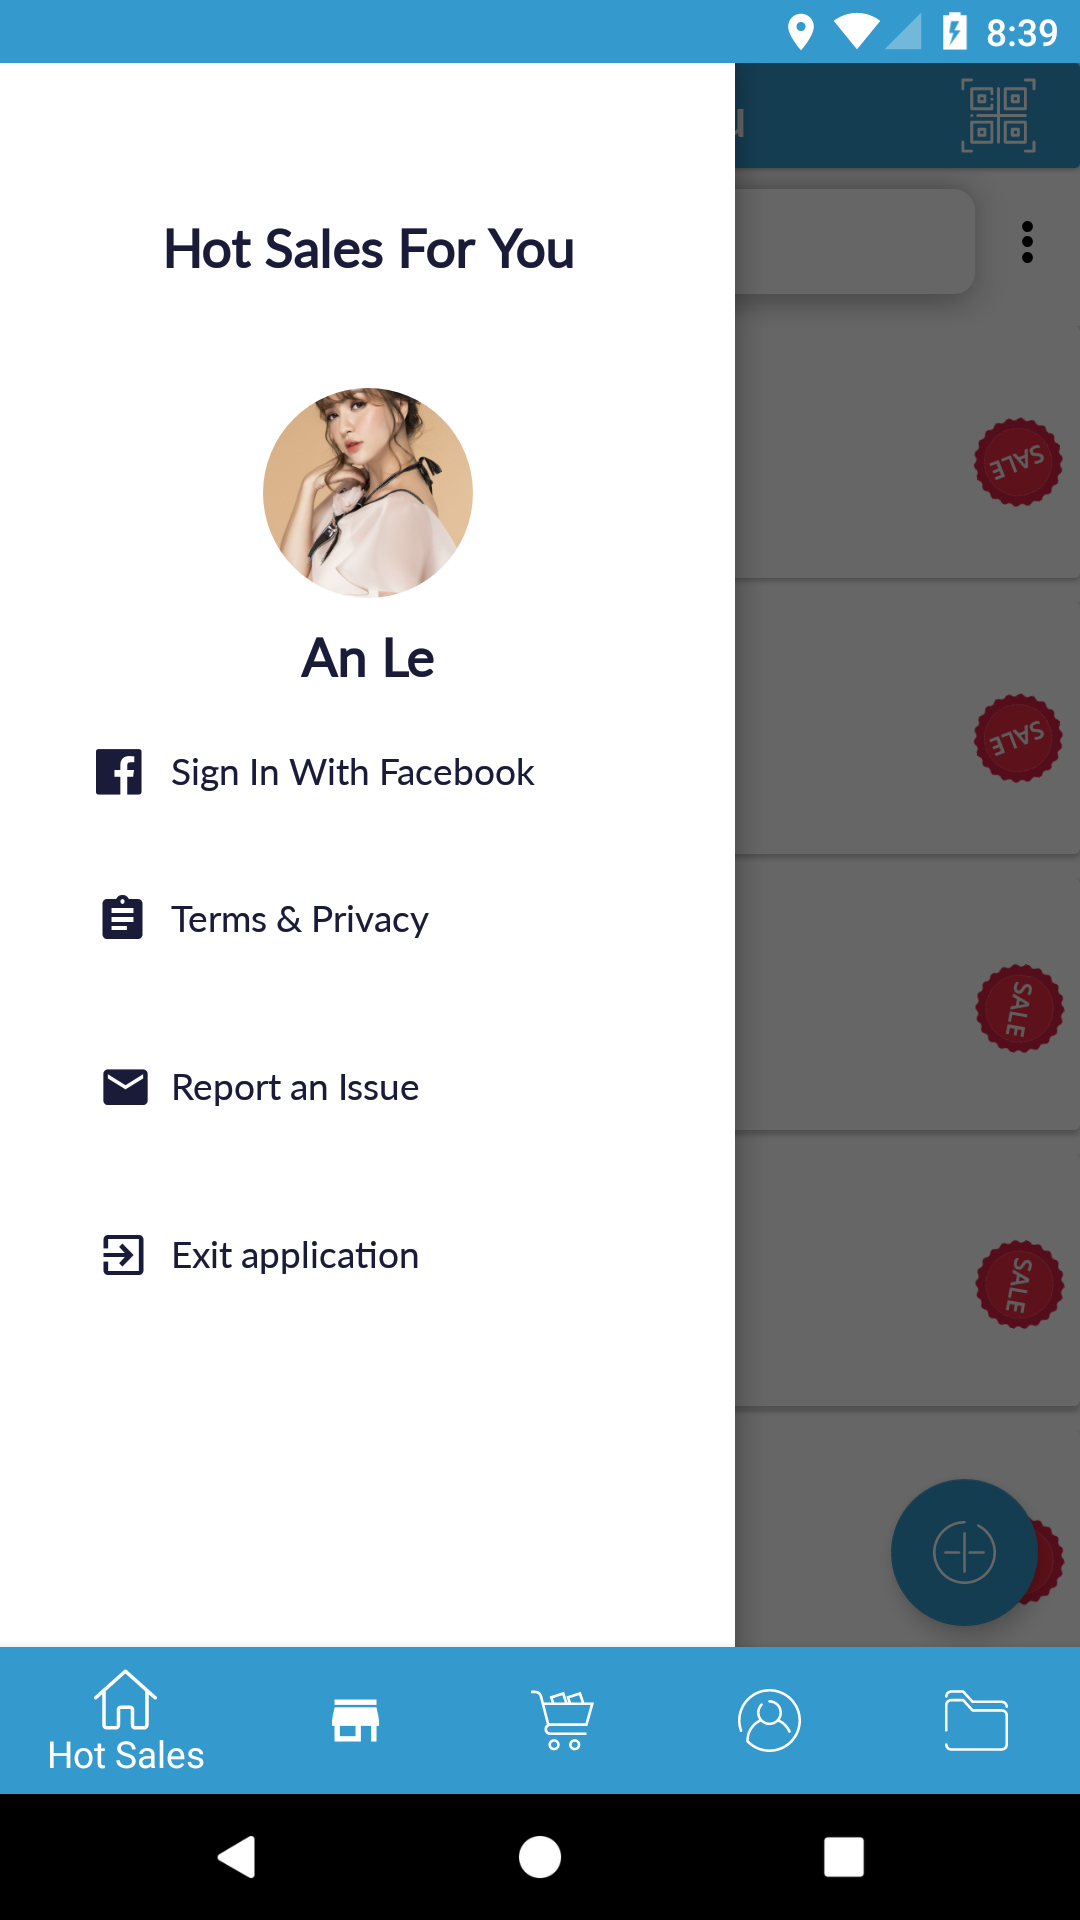 8:39
u
Hot Sales For You
SALE
An Le
SALE
Sign In With Facebook
Terms & Privacy
SALE
Report an Issue
Exit application
SALE
Hot Sales